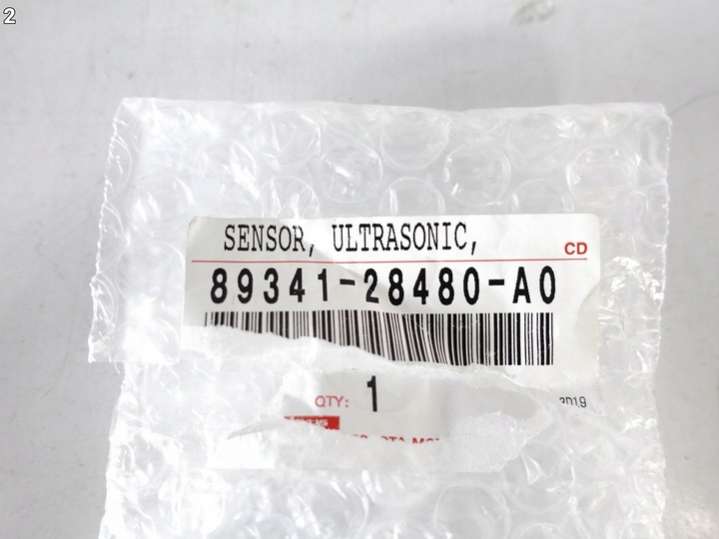 2
SENSOR, ULTRASONIC,
CD
89341-28480-A0
QTY: 1
2019